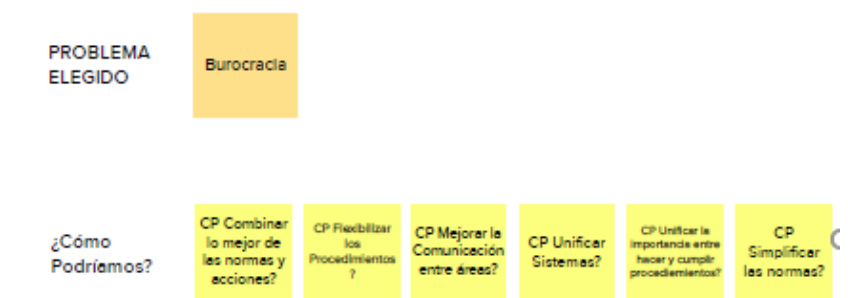 PROBLEMA
ELEGIDO
Burocracia
¿Cómo
Podríamos?
CP Combinar
lo mejor de
las normas y
acciones?
CP Flexibilizar
los
Procedimientos
?
CP Mejorar la
Comunicación
entre áreas?
CP Unificar
Sistemas?
CP Unificar la
importancia entre
hacer y cumplir
procedemientos?
CP
Simplificar
las normas?